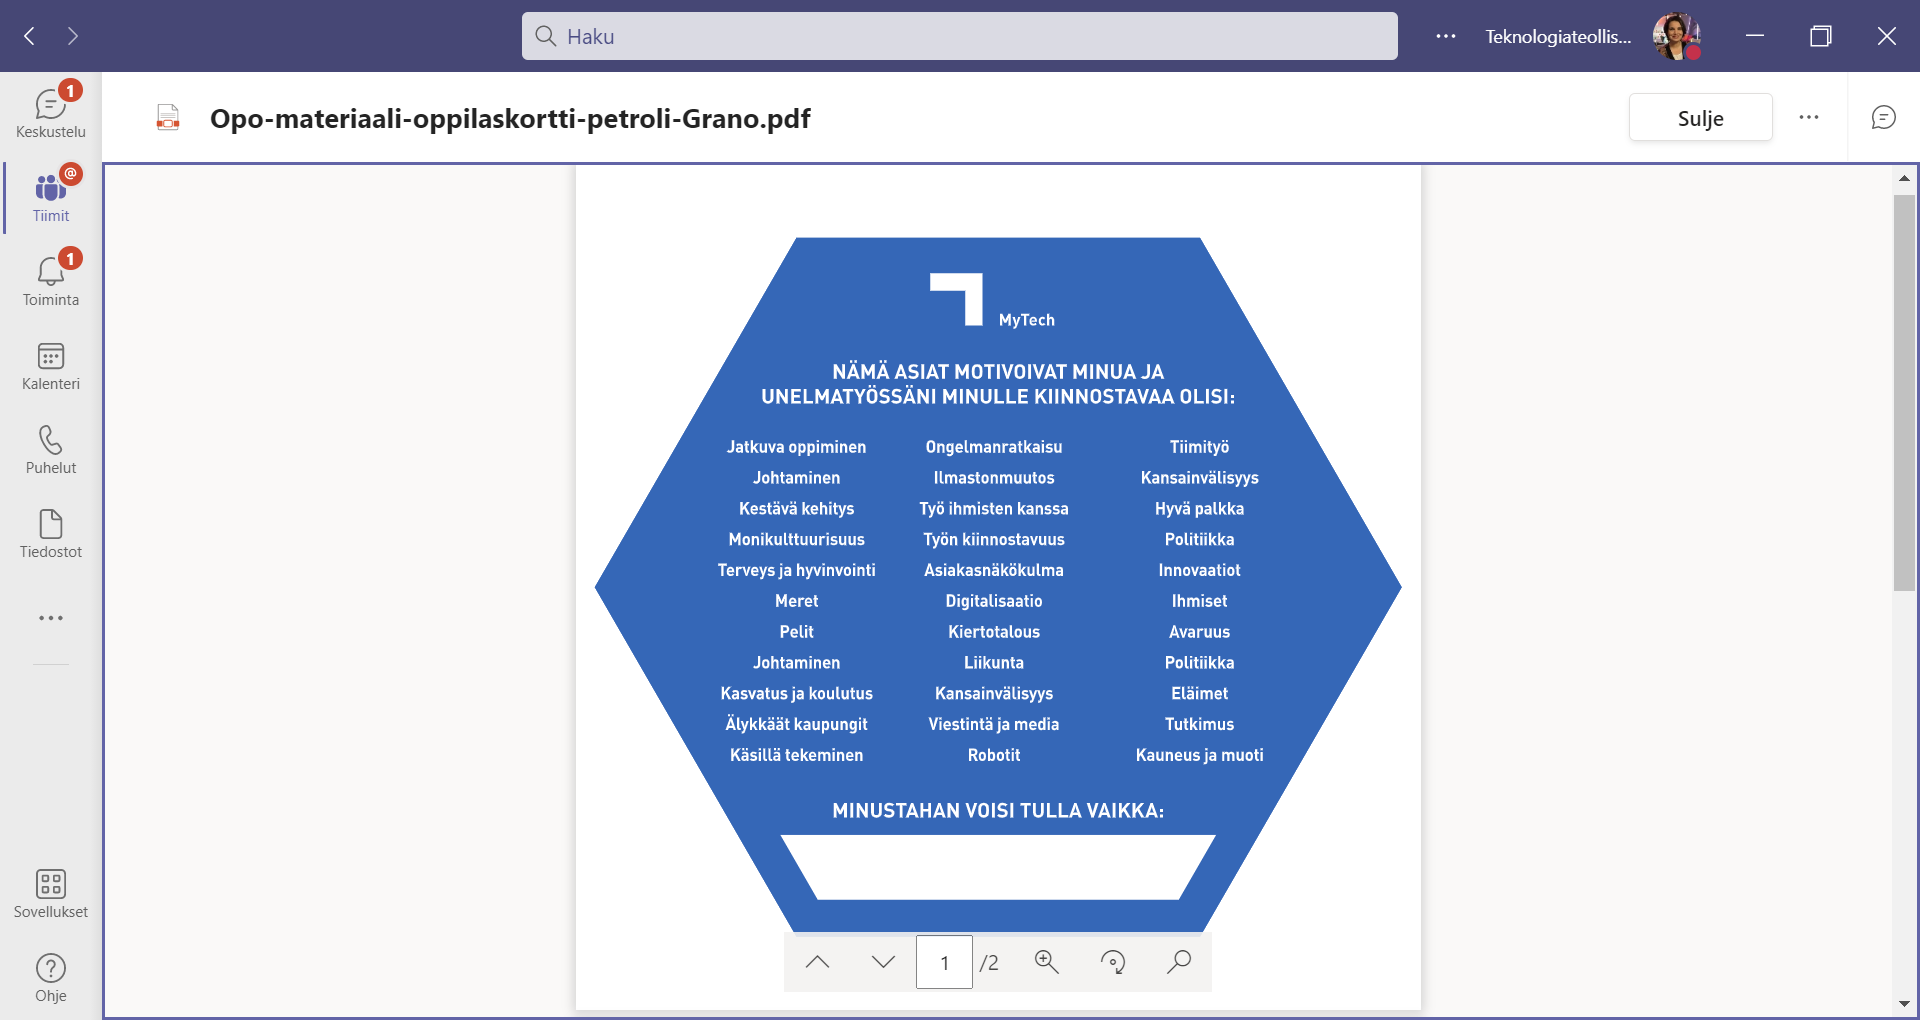 Haku
Teknologiateollis...
1
Keskustelu
@
Tiimit
1
Toiminta
Kalenteri
Puhelut
Tiedostot
Sovellukset
Ohje
Opo-materiaali-oppilaskortti-petroli-Grano.pdf
Sulje
MyTech
NÄMÄ ASIAT MOTIVOIVAT MINUA JA
UNELMATYÖSSÄNI MINULLE KIINNOSTAVAA OLISI:
Jatkuva oppiminen Ongelmanratkaisu Tiimityö
Johtaminen Ilmastonmuutos Kansainvälisyys
Kestävä kehitys Työ ihmisten kanssa Hyvä palkka
Monikulttuurisuus Työn kiinnostavuus Politiikka
Terveys ja hyvinvointi Asiakasnäkökulma Innovaatiot
Meret Digitalisaatio Ihmiset
Pelit Kiertotalous Avaruus
Johtaminen Liikunta Politiikka
Kasvatus ja koulutus Kansainvälisyys Eläimet
Älykkäät kaupungit Viestintä ja media Tutkimus
Käsillä tekeminen Robotit Kauneus ja muoti
MINUSTAHAN VOISI TULLA VAIKKA:
1 /2